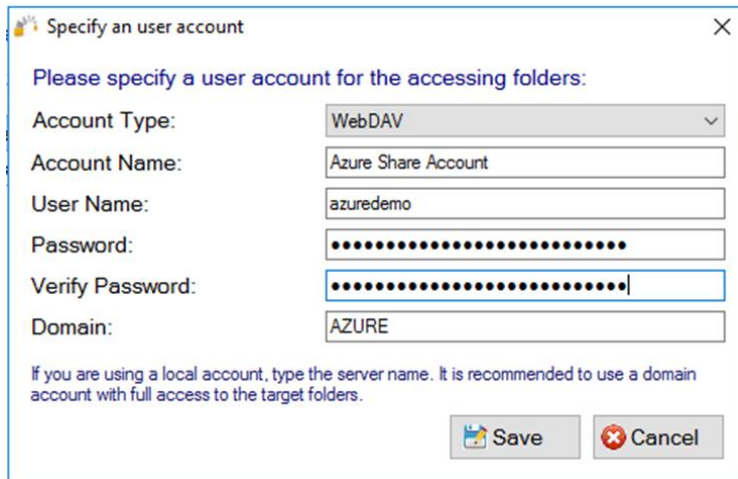 Specify an user account
Please specify a user account for the accessing folders:
Account Type: WebDAV
Account Name: Azure Share Account
User Name: azuredemo
Password: •••••••••••••••••••••••••••
Verify Password: •••••••••••••••••••••••••••
Domain: AZURE
If you are using a local account, type the server name. It is recommended to use a domain
account with full access to the target folders.
Save Cancel